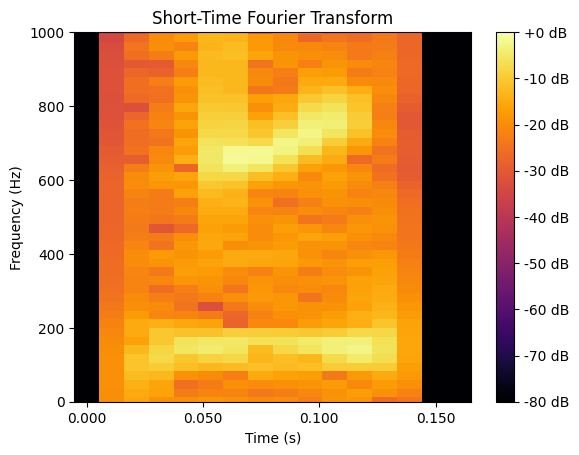 Short-Time Fourier Transform
1000
800
600
400
200
0
Frequency (Hz)
0.000
0.050
0.100
0.150
Time (s)
+0 dB
-10 dB
-20 dB
-30 dB
-40 dB
-50 dB
-60 dB
-70 dB
-80 dB